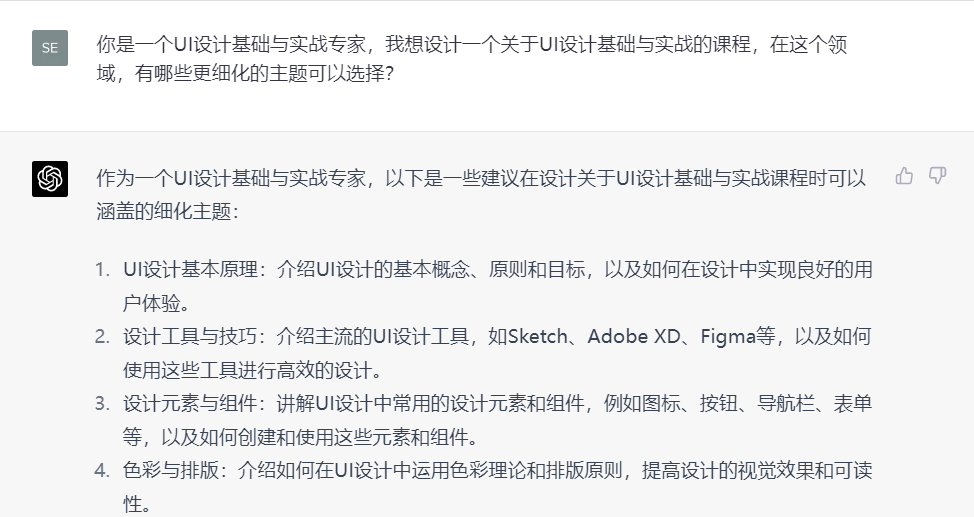 SE
你是一个UI设计基础与实战专家，我想设计一个关于UI设计基础与实战的课程，在这个领
域，有哪些更细化的主题可以选择？
作为一个UI设计基础与实战专家，以下是一些建议在设计关于UI设计基础与实战课程时可以
涵盖的细化主题：
1. UI设计基本原理：介绍UI设计的基本概念、原则和目标，以及如何在设计中实现良好的用
户体验。
2. 设计工具与技巧：介绍主流的UI设计工具，如Sketch、Adobe XD、Figma等，以及如何
使用这些工具进行高效的设计。
3. 设计元素与组件：讲解UI设计中常用的设计元素和组件，例如图标、按钮、导航栏、表单
等，以及如何创建和使用这些元素和组件。
4. 色彩与排版：介绍如何在UI设计中运用色彩理论和排版原则，提高设计的视觉效果和可读
性。